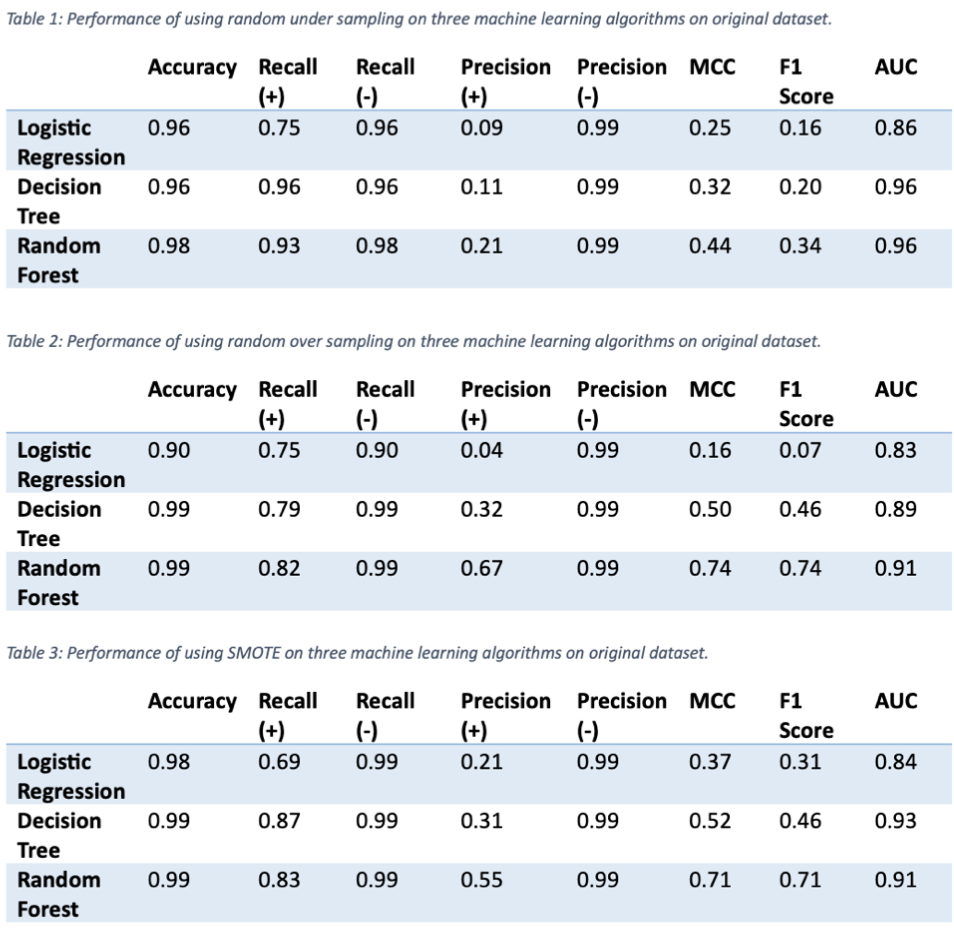 Table 1: Performance of using random under sampling on three machine learning algorithms on original dataset.
Accuracy Recall (+) Recall (-) Precision (+) Precision (-) MCC F1 Score AUC
Logistic Regression 0.96 0.75 0.96 0.09 0.99 0.25 0.16 0.86
Decision Tree 0.96 0.96 0.96 0.11 0.99 0.32 0.20 0.96
Random Forest 0.98 0.93 0.98 0.21 0.99 0.44 0.34 0.96
Table 2: Performance of using random over sampling on three machine learning algorithms on original dataset.
Accuracy Recall (+) Recall (-) Precision (+) Precision (-) MCC F1 Score AUC
Logistic Regression 0.90 0.75 0.90 0.04 0.99 0.16 0.07 0.83
Decision Tree 0.99 0.79 0.99 0.32 0.99 0.50 0.46 0.89
Random Forest 0.99 0.82 0.99 0.67 0.99 0.74 0.74 0.91
Table 3: Performance of using SMOTE on three machine learning algorithms on original dataset.
Accuracy Recall (+) Recall (-) Precision (+) Precision (-) MCC F1 Score AUC
Logistic Regression 0.98 0.69 0.99 0.21 0.99 0.37 0.31 0.84
Decision Tree 0.99 0.87 0.99 0.31 0.99 0.52 0.46 0.93
Random Forest 0.99 0.83 0.99 0.55 0.99 0.71 0.71 0.91